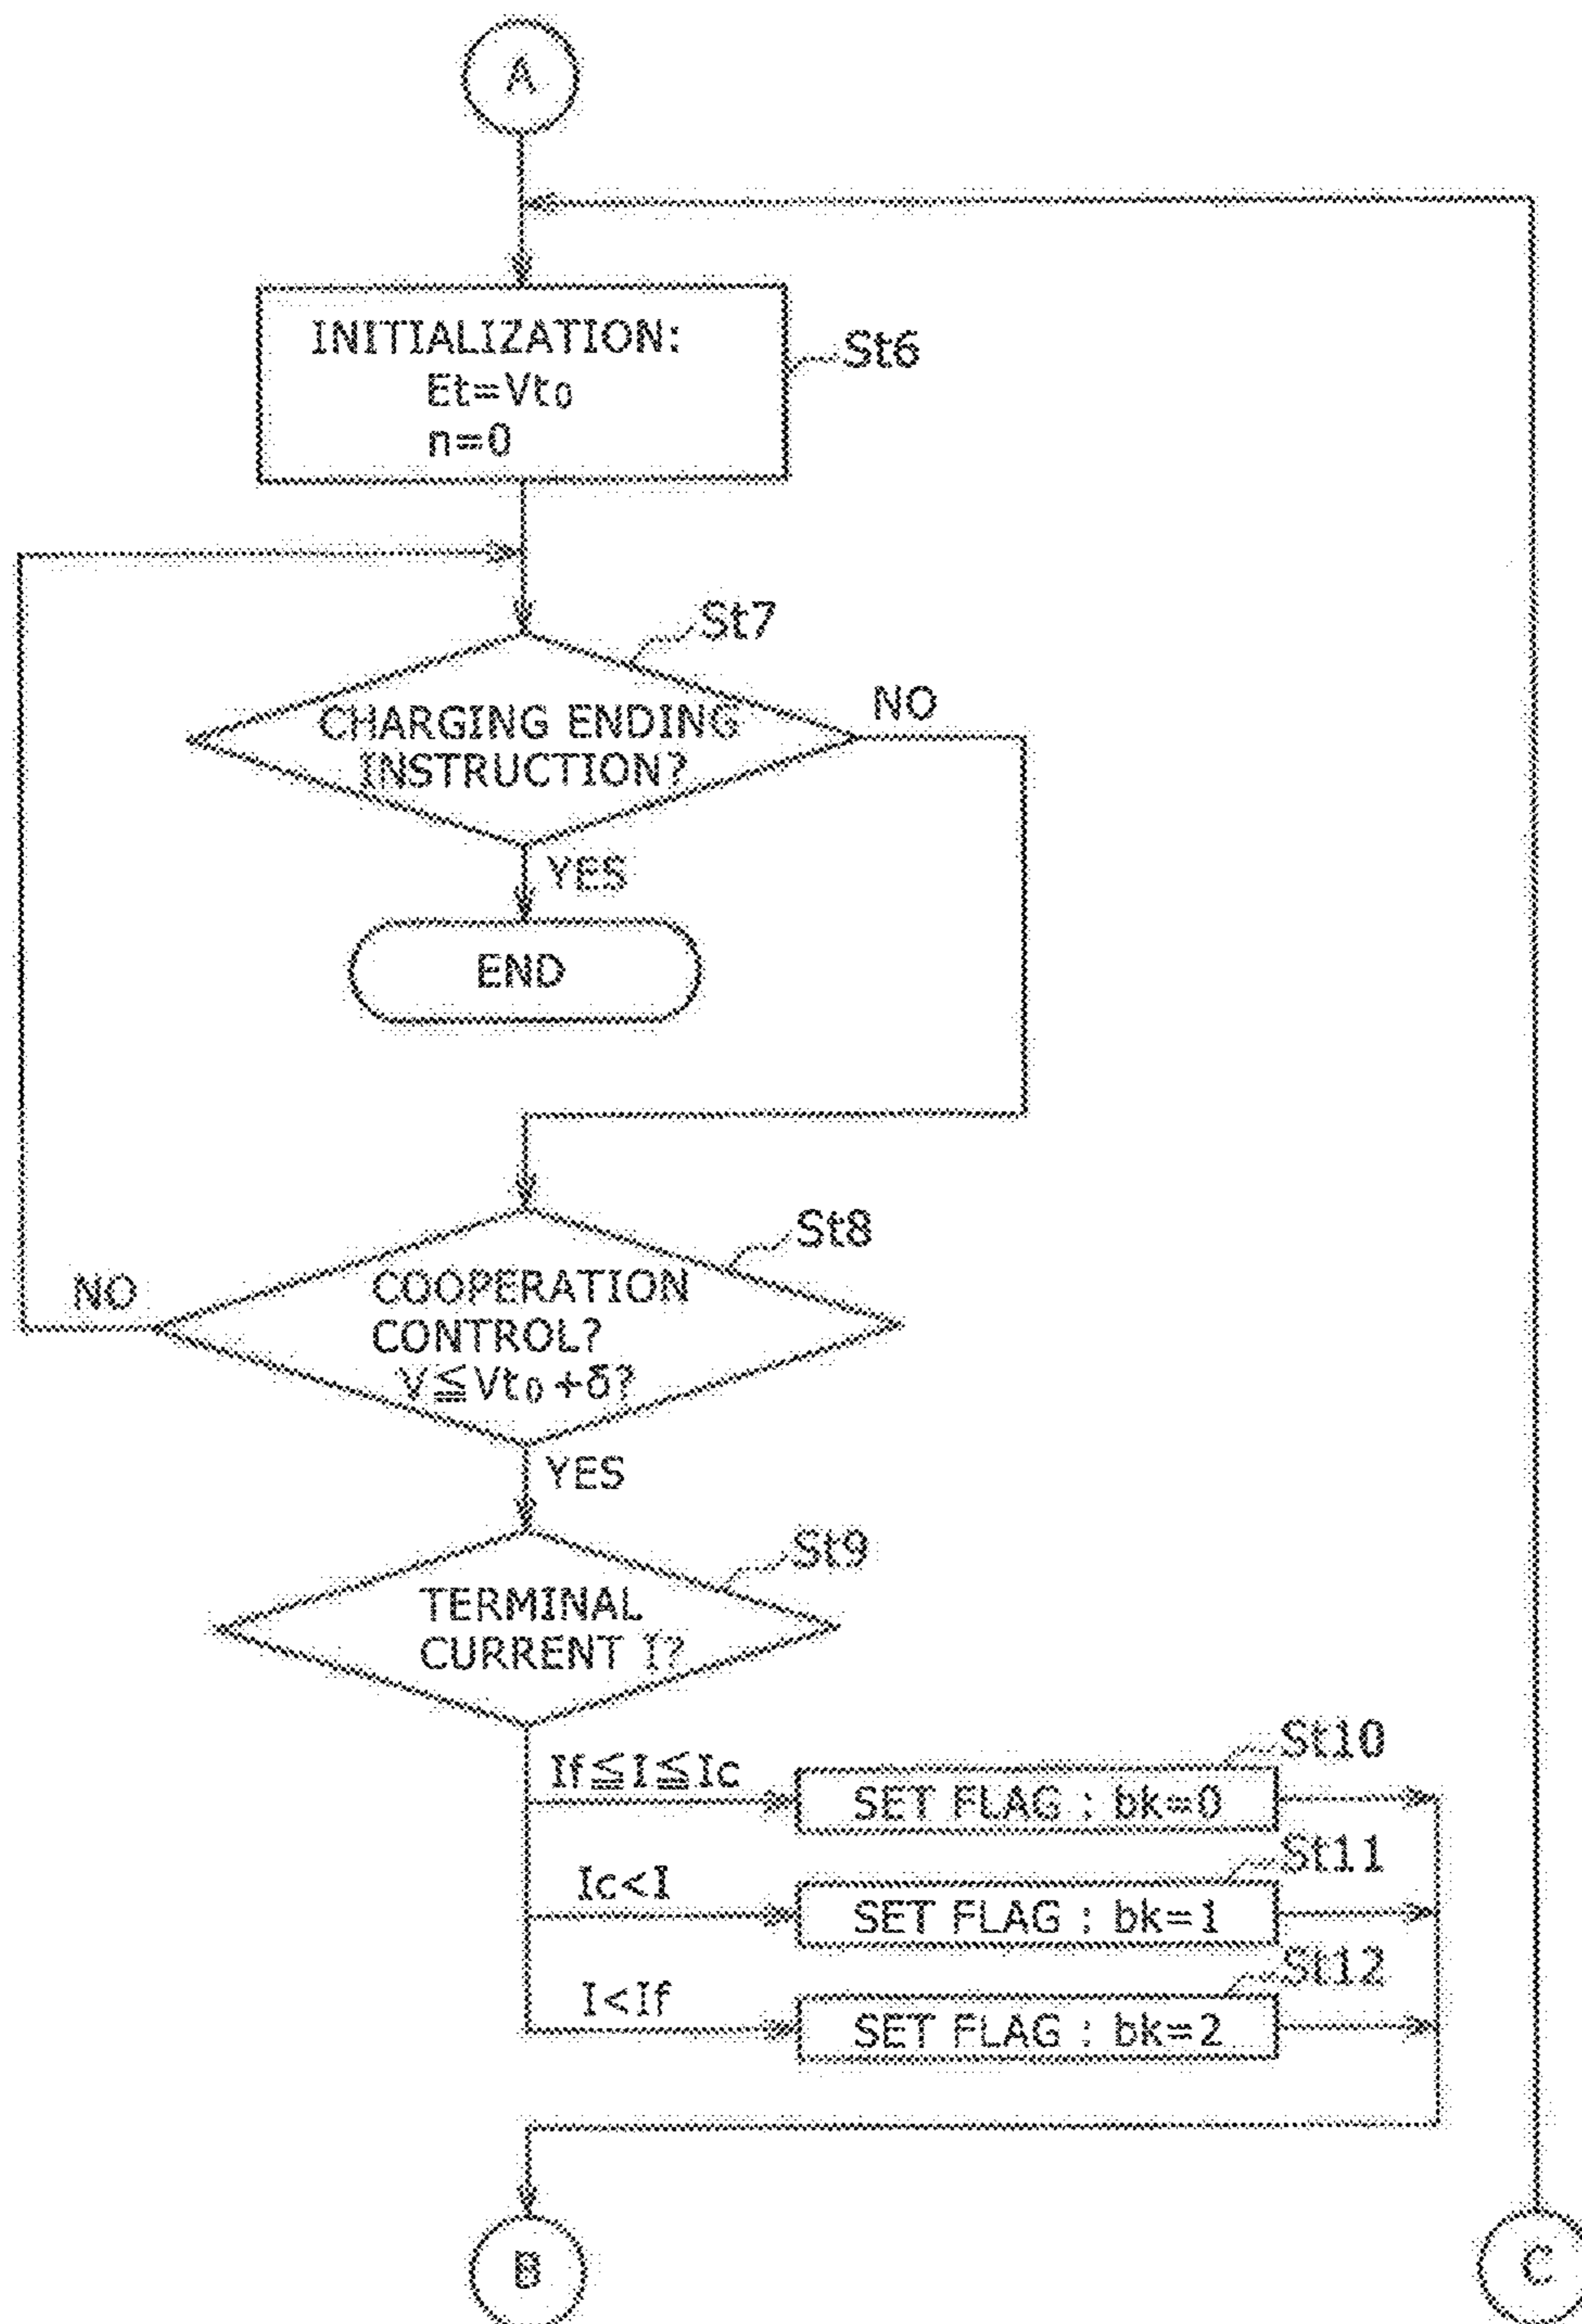 A
INITIALIZATION:
Et=Vt₀
n=0
St6
St7
CHARGING ENDING
INSTRUCTION?
NO
YES
END
St8
COOPERATION
CONTROL?
V≦Vt₀+δ?
NO
YES
St9
TERMINAL
CURRENT I?
If≦I≦Ic
St10
SET FLAG : bk=0
Ic<I
St11
SET FLAG : bk=1
I<If
St12
SET FLAG : bk=2
B
C